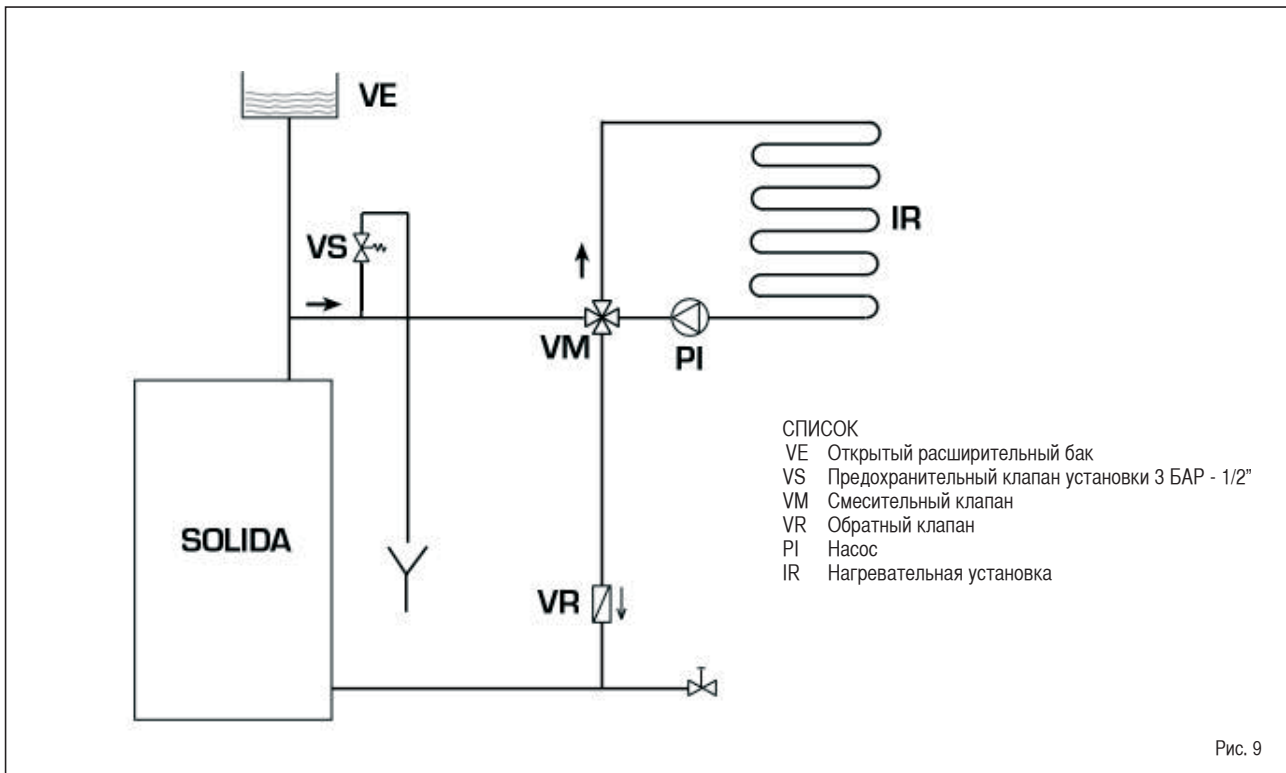 VE
VS
IR
VM
PI
SOLIDA
VR
СПИСОК
VE Открытый расширительный бак
VS Предохранительный клапан установки 3 БАР - 1/2”
VM Смесительный клапан
VR Обратный клапан
PI Насос
IR Нагревательная установка
Рис. 9